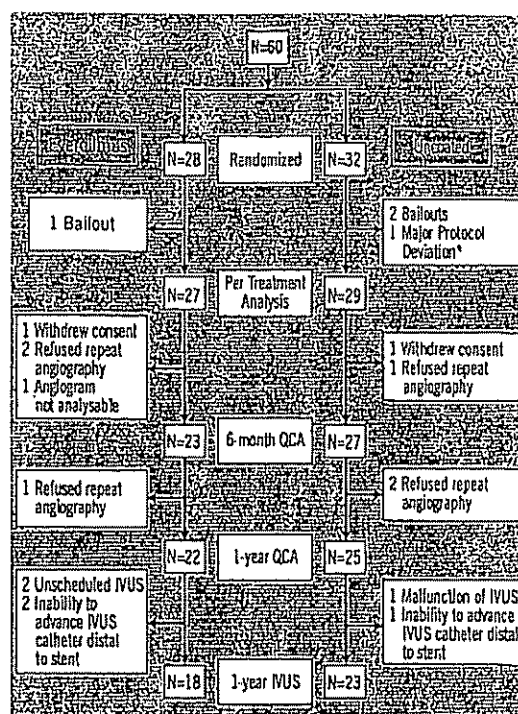 N=60
Everolimus
N=28
Randomized
N=32
Uncoated
1 Bailout
2 Bailouts
1 Major Protocol
Deviation*
N=27
Per Treatment
Analysis
N=29
1 Withdrew consent
2 Refused repeat
angiography
1 Angiogram
not analysable
1 Withdrew consent
1 Refused repeat
angiography
N=23
6-month QCA
N=27
1 Refused repeat
angiography
2 Refused repeat
angiography
N=22
1-year QCA
N=25
2 Unscheduled IVUS
2 Inability to
advance IVUS
catheter distal
to stent
1 Malfunction of IVUS
1 Inability to advance
IVUS catheter distal
to stent
N=18
1-year IVUS
N=23